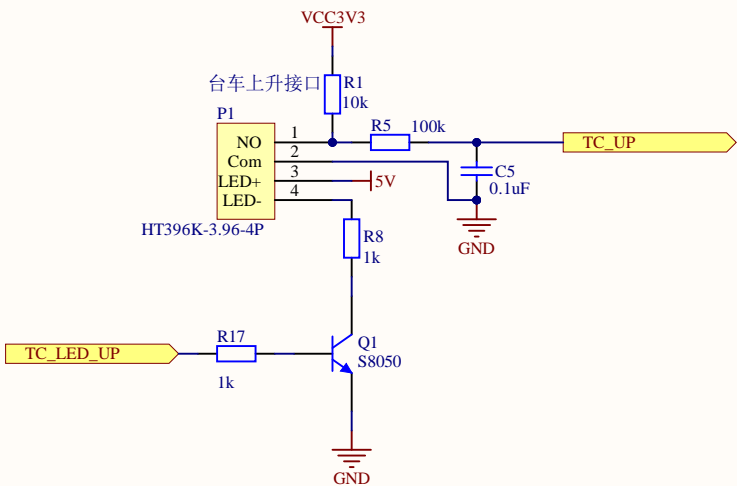 VCC3V3
台车上升接口
R1
10k
P1
R5
100k
TC_UP
NO
1
Com
2
LED+
3
5V
LED-
4
C5
0.1uF
HT396K-3.96-4P
GND
R8
1k
TC_LED_UP
R17
1k
Q1
S8050
GND